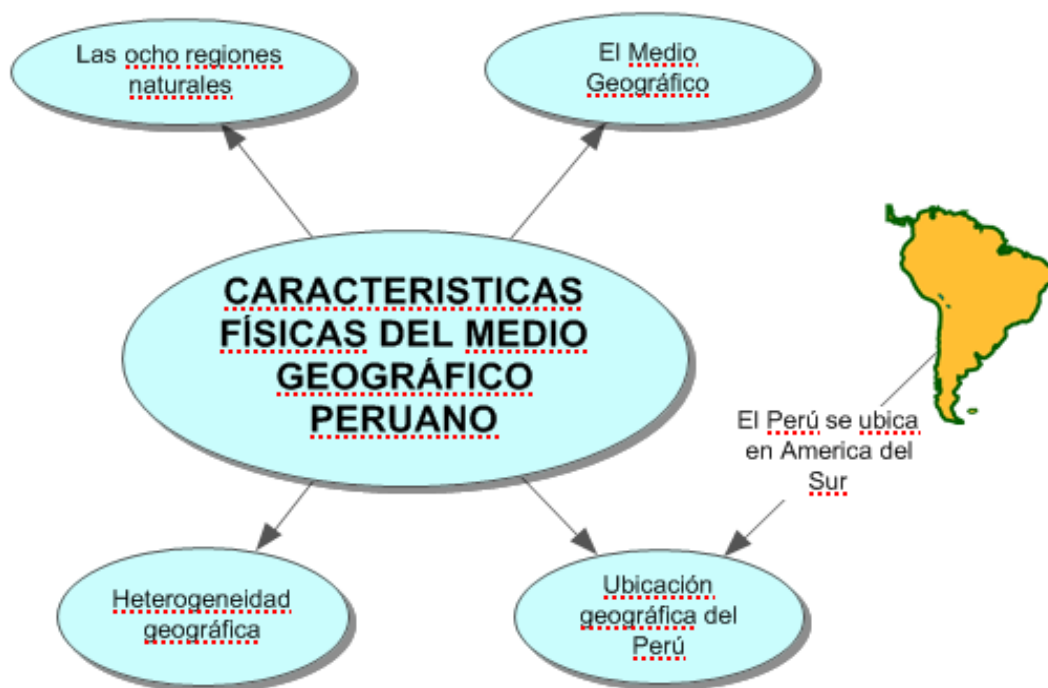 Las ocho regiones
naturales
El Medio
Geográfico
CARACTERISTICAS
FÍSICAS DEL MEDIO
GEOGRÁFICO
PERUANO
El Perú se ubica
en America del
Sur
Heterogeneidad
geográfica
Ubicación
geográfica del
Perú